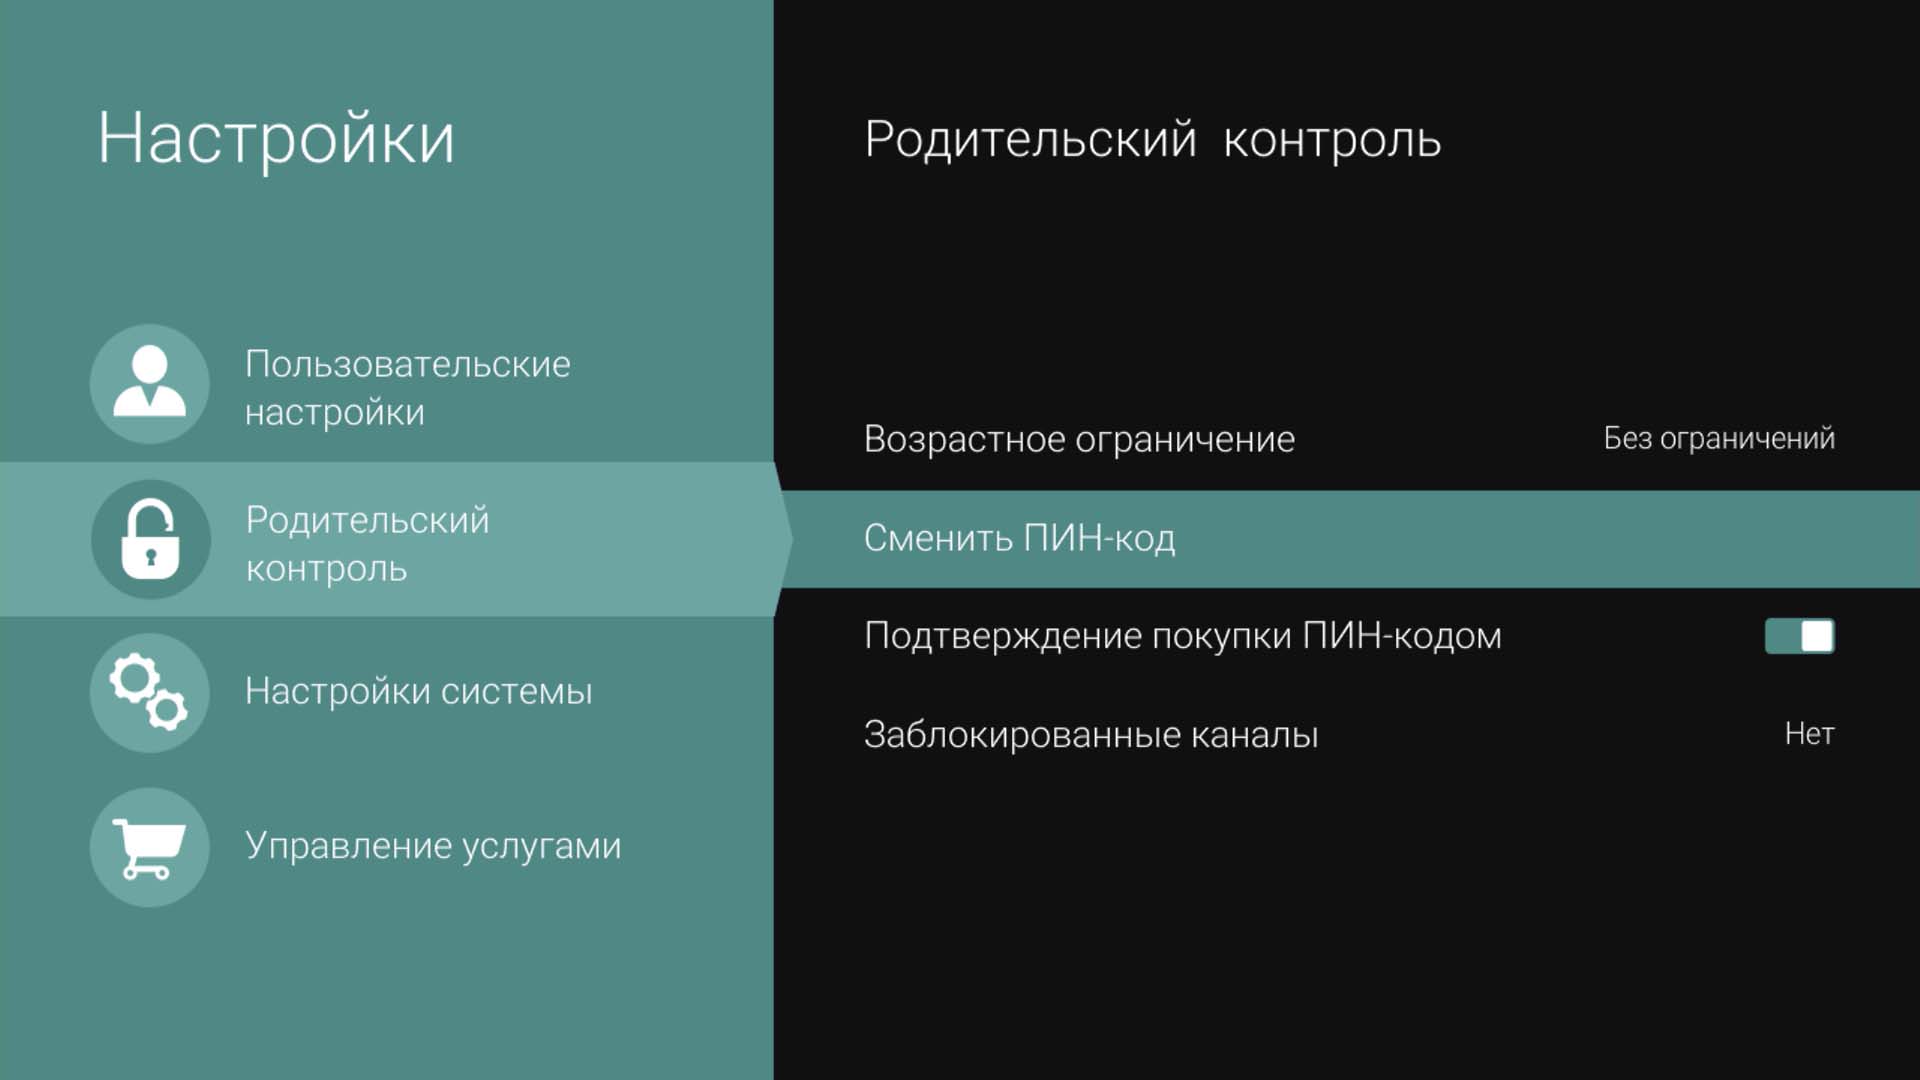 Настройки
Пользовательские
настройки
Родительский
контроль
Настройки системы
Управление услугами
Родительский контроль
Возрастное ограничение Без ограничений
Сменить ПИН-код
Подтверждение покупки ПИН-кодом
Заблокированные каналы Нет